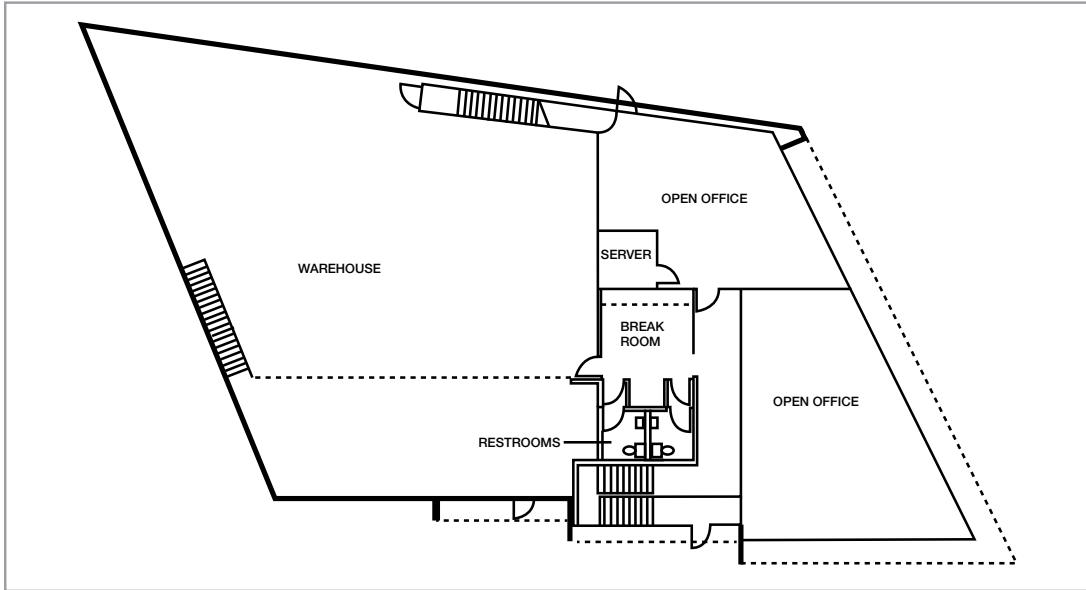 OPEN OFFICE
SERVER
WAREHOUSE
BREAK
ROOM
OPEN OFFICE
RESTROOMS